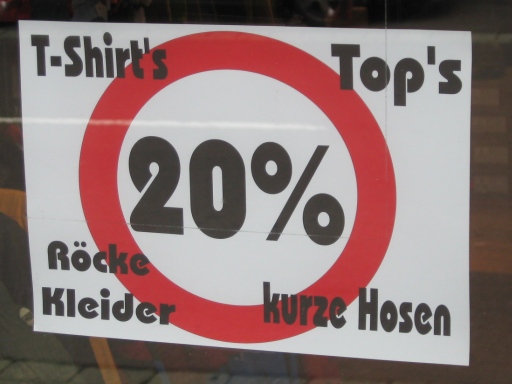 T-Shirt's
Top's
20%
Röcke
Kleider
kurze Hosen